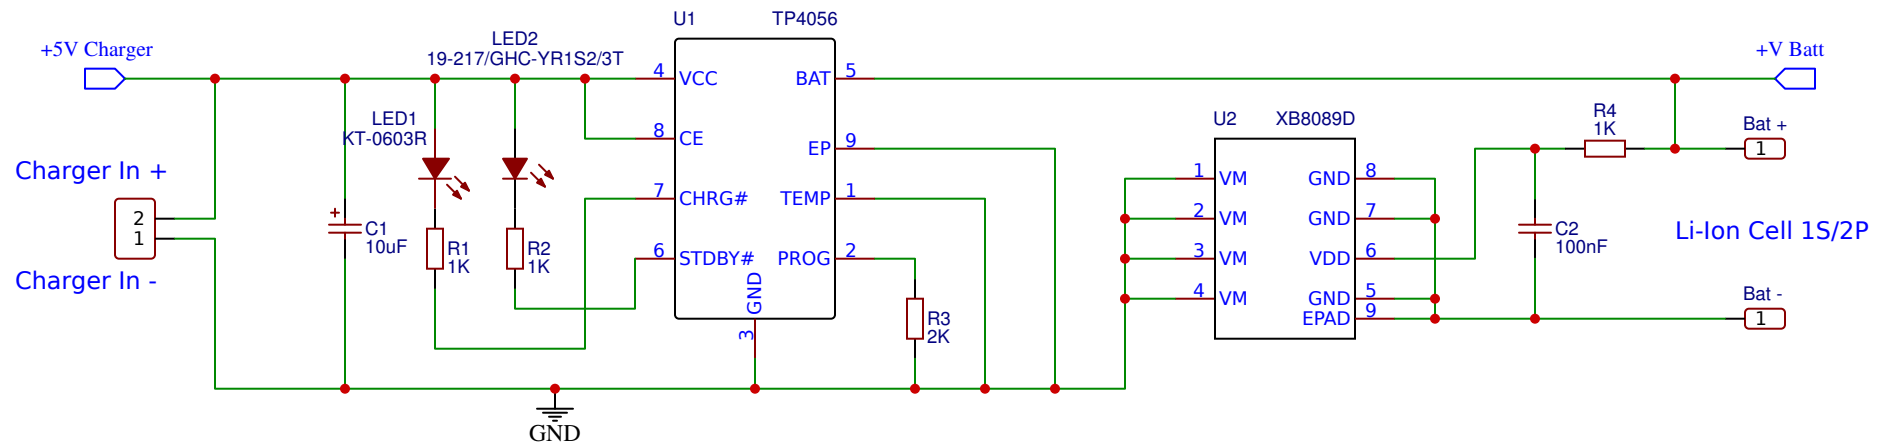 +5V Charger
Charger In +
2
1
Charger In -
C1
10uF
LED1
KT-0603R
LED2
19-217/GHC-YR1S2/3T
R1
1K
R2
1K
U1 TP4056
4 VCC
8 CE
7 CHRG#
6 STDBY#
BAT 5
EP 9
TEMP 1
PROG 2
GND
3
R3
2K
GND
U2 XB8089D
1 VM
2 VM
3 VM
4 VM
GND 8
GND 7
VDD 6
GND 5
EPAD 9
R4
1K
C2
100nF
+V Batt
Bat +
1
Li-Ion Cell 1S/2P
Bat -
1